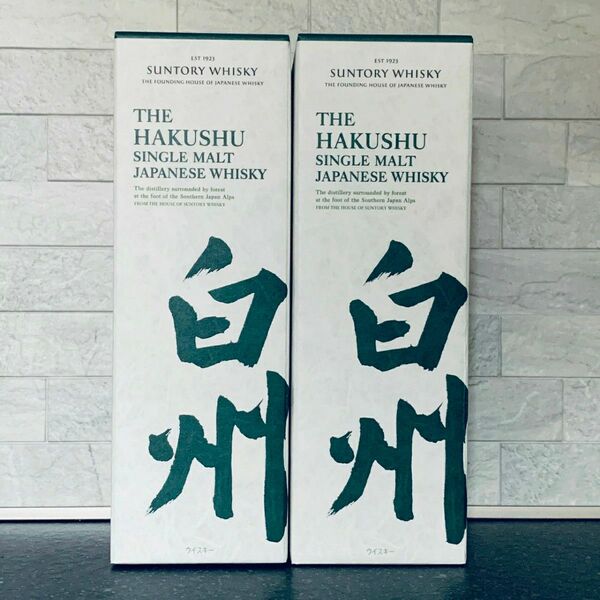 EST 1923
SUNTORY WHISKY
THE FOUNDING HOUSE OF JAPANESE WHISKY
THE
HAKUSHU
SINGLE MALT
JAPANESE WHISKY
The distillery surrounded by forest
at the foot of the Southern Japan Alps
FROM THE HOUSE OF SUNTORY WHISKY
白州
ウイスキー
EST 1923
SUNTORY WHISKY
THE FOUNDING HOUSE OF JAPANESE WHISKY
THE
HAKUSHU
SINGLE MALT
JAPANESE WHISKY
The distillery surrounded by forest
at the foot of the Southern Japan Alps
FROM THE HOUSE OF SUNTORY WHISKY
白州
ウイスキー